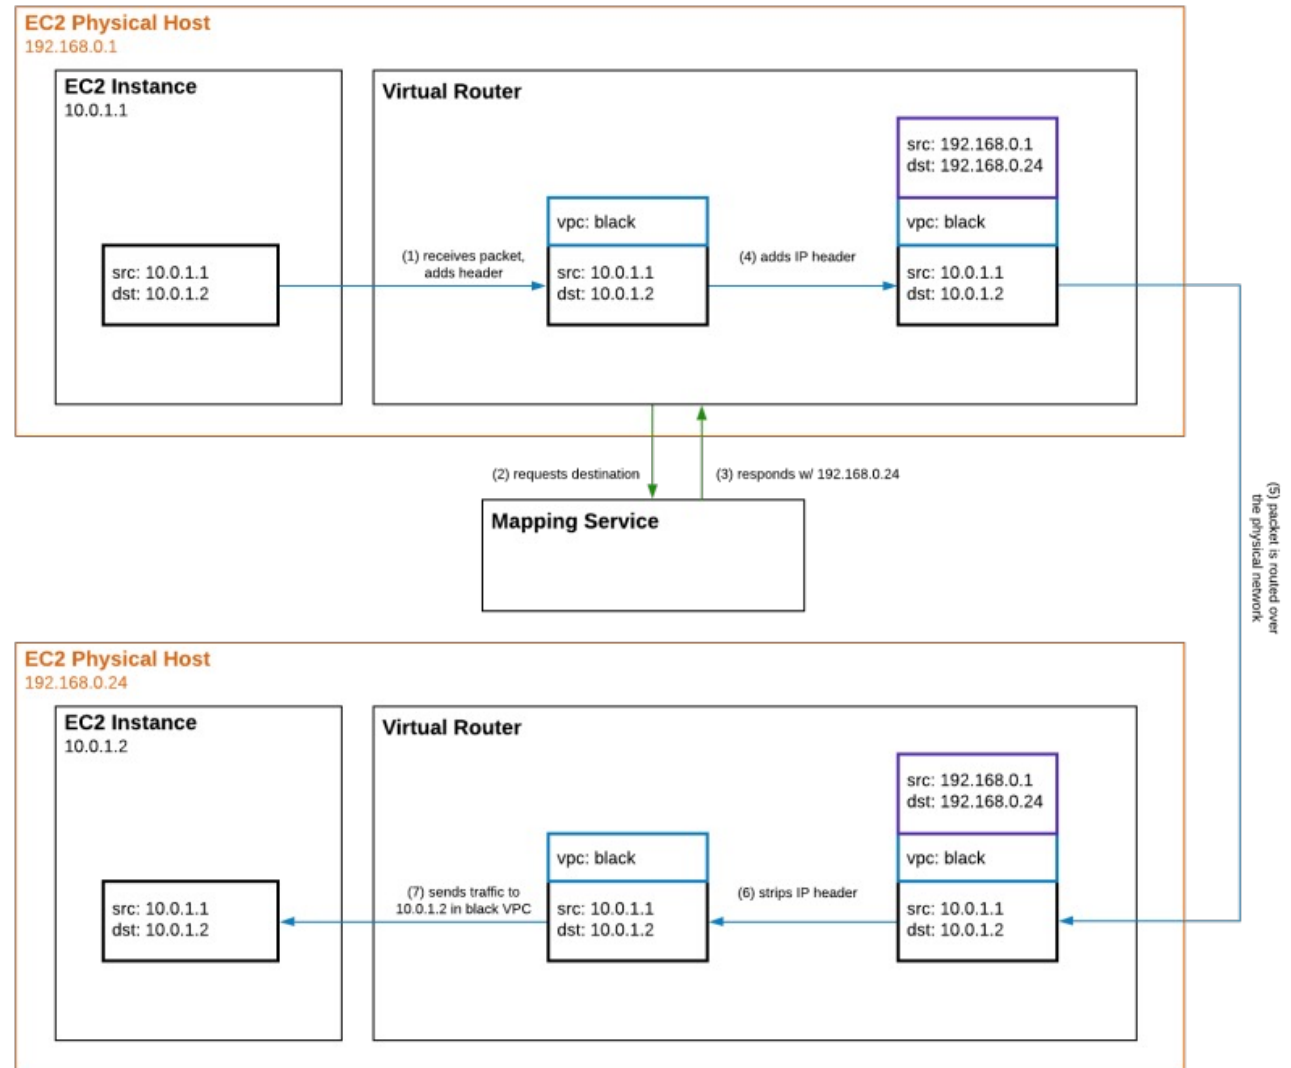 EC2 Physical Host
192.168.0.1
EC2 Instance
10.0.1.1
Virtual Router
src: 192.168.0.1
dst: 192.168.0.24
vpc: black
vpc: black
src: 10.0.1.1
dst: 10.0.1.2
(1) receives packet,
adds header
src: 10.0.1.1
dst: 10.0.1.2
(4) adds IP header
src: 10.0.1.1
dst: 10.0.1.2
(2) requests destination
(3) responds w/ 192.168.0.24
Mapping Service
(5) packet is routed over
the physical network
EC2 Physical Host
192.168.0.24
EC2 Instance
10.0.1.2
Virtual Router
src: 192.168.0.1
dst: 192.168.0.24
vpc: black
vpc: black
src: 10.0.1.1
dst: 10.0.1.2
(7) sends traffic to
10.0.1.2 in black VPC
src: 10.0.1.1
dst: 10.0.1.2
(6) strips IP header
src: 10.0.1.1
dst: 10.0.1.2